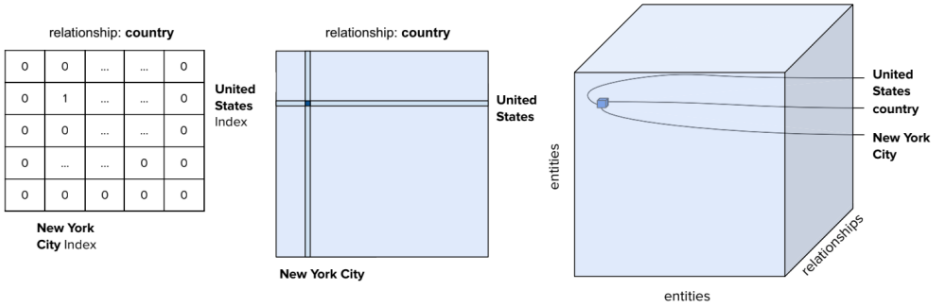 relationship: country
0 0 ... ... 0
0 1 ... ... 0
0 0 ... ... 0
0 ... ... 0 0
0 0 0 0 0
United
States
Index
New York
City Index
relationship: country
United
States
New York City
United
States
country
New York
City
entities
relationships
entities